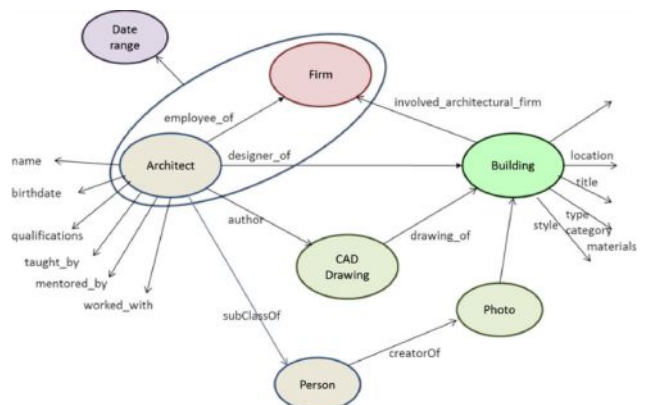 Date
range
Firm
employee_of
involved_architectural_firm
name
Architect
designer_of
Building
location
birthdate
title
qualifications
author
drawing_of
style
type
category
materials
taught_by
mentored_by
worked_with
CAD
Drawing
subClassOf
Photo
creatorOf
Person